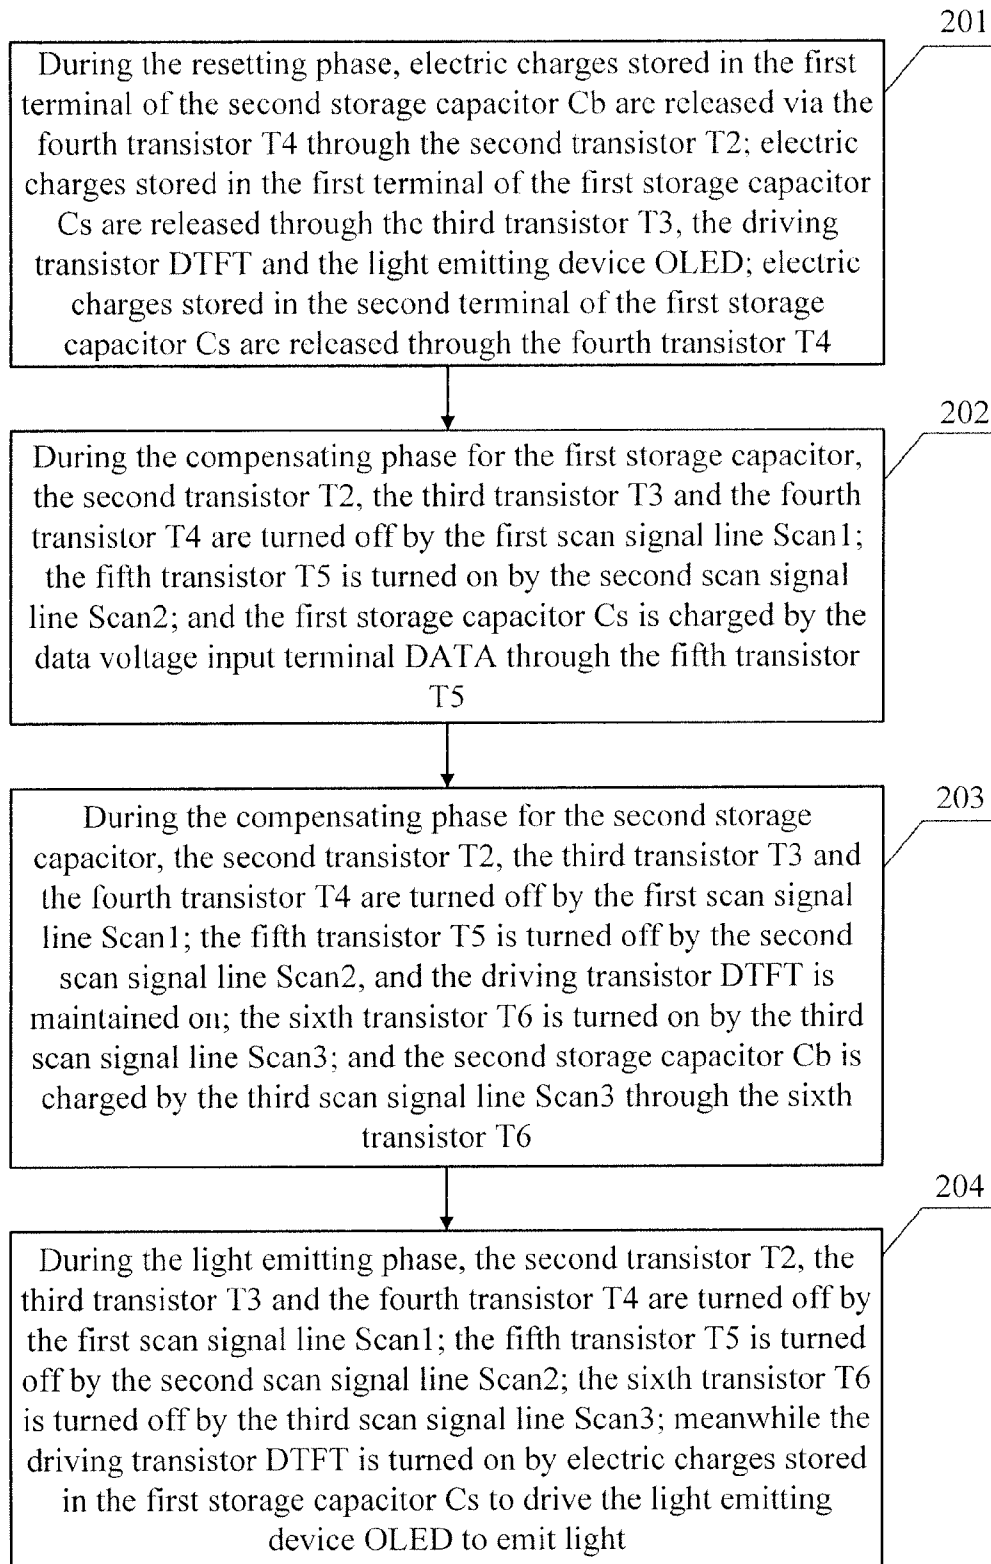 201
During the resetting phase, electric charges stored in the first
terminal of the second storage capacitor Cb are released via the
fourth transistor T4 through the second transistor T2; electric
charges stored in the first terminal of the first storage capacitor
Cs are released through the third transistor T3, the driving
transistor DTFT and the light emitting device OLED; electric
charges stored in the second terminal of the first storage
capacitor Cs are released through the fourth transistor T4
202
During the compensating phase for the first storage capacitor,
the second transistor T2, the third transistor T3 and the fourth
transistor T4 are turned off by the first scan signal line Scan1;
the fifth transistor T5 is turned on by the second scan signal
line Scan2; and the first storage capacitor Cs is charged by the
data voltage input terminal DATA through the fifth transistor
T5
203
During the compensating phase for the second storage
capacitor, the second transistor T2, the third transistor T3 and
the fourth transistor T4 are turned off by the first scan signal
line Scan1; the fifth transistor T5 is turned off by the second
scan signal line Scan2, and the driving transistor DTFT is
maintained on; the sixth transistor T6 is turned on by the third
scan signal line Scan3; and the second storage capacitor Cb is
charged by the third scan signal line Scan3 through the sixth
transistor T6
204
During the light emitting phase, the second transistor T2, the
third transistor T3 and the fourth transistor T4 are turned off by
the first scan signal line Scan1; the fifth transistor T5 is turned
off by the second scan signal line Scan2; the sixth transistor T6
is turned off by the third scan signal line Scan3; meanwhile the
driving transistor DTFT is turned on by electric charges stored
in the first storage capacitor Cs to drive the light emitting
device OLED to emit light